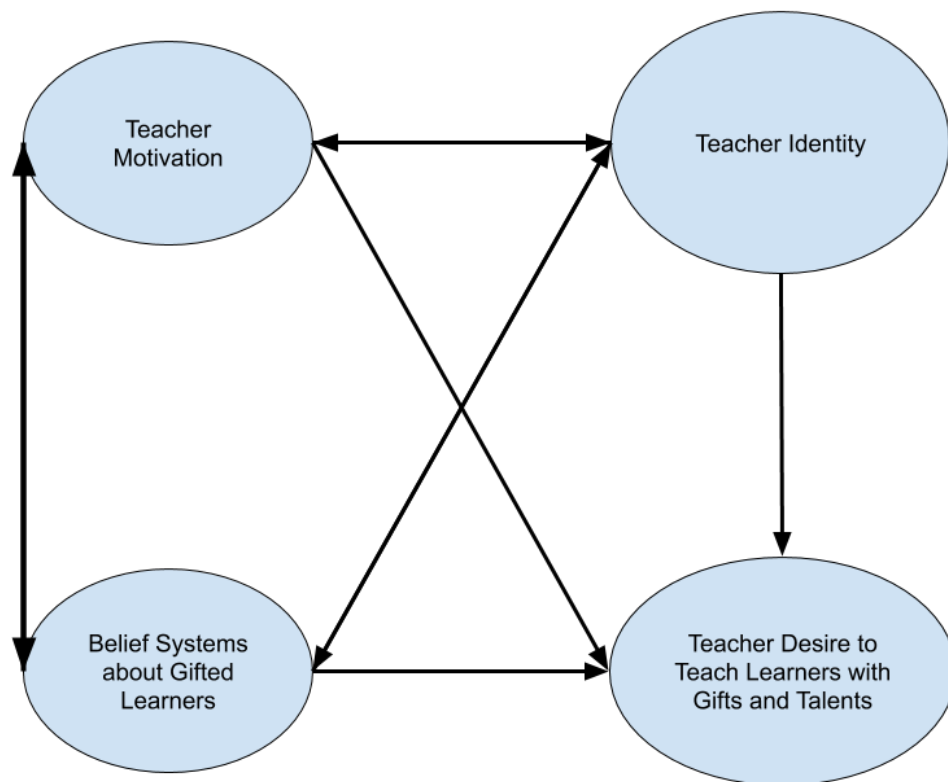 Teacher
Motivation
Teacher Identity
Belief Systems
about Gifted
Learners
Teacher Desire to
Teach Learners with
Gifts and Talents